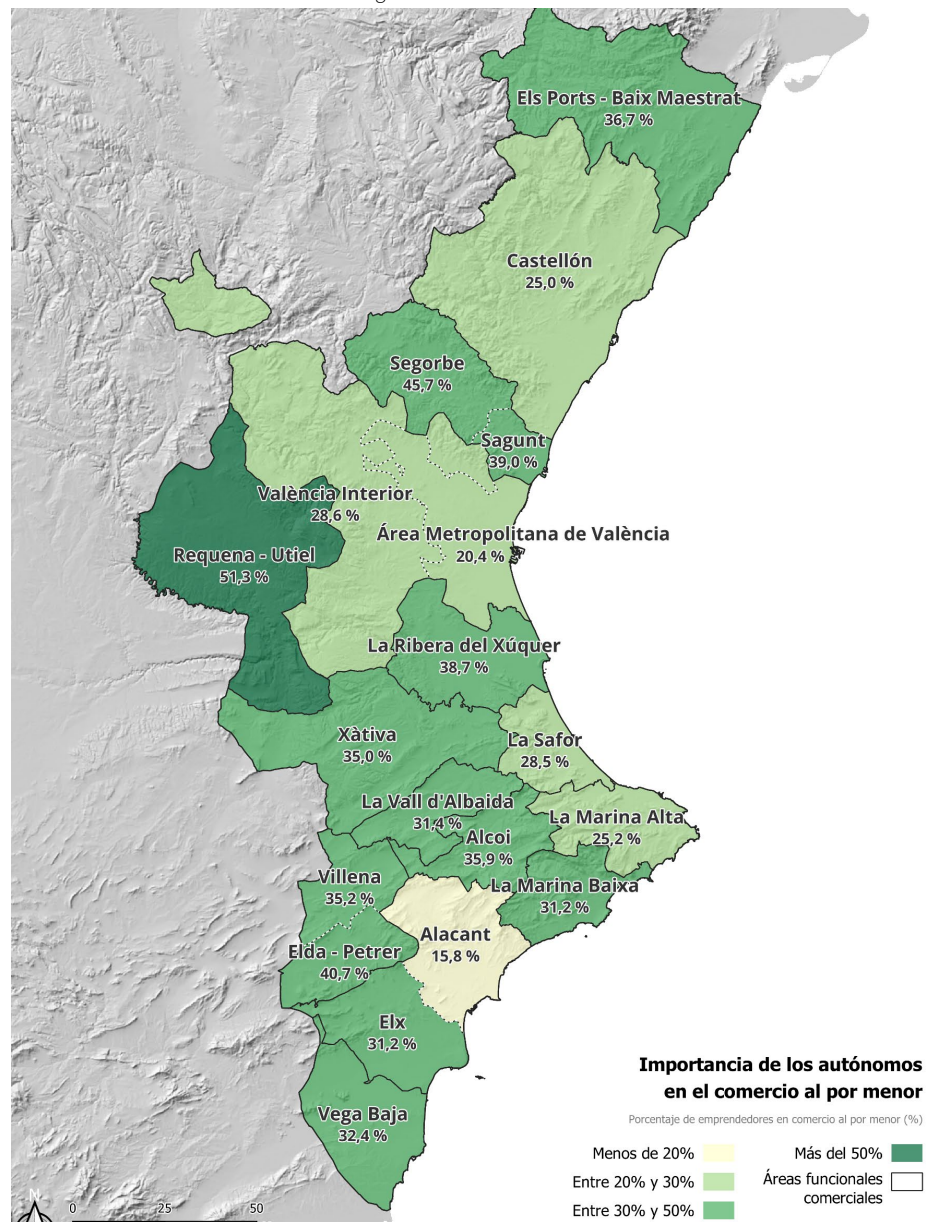 Els Ports - Baix Maestrat
36,7 %
Castellón
25,0 %
Segorbe
45,7 %
Sagunt
39,0 %
València Interior
28,6 %
Área Metropolitana de València
20,4 %
Requena - Utiel
51,3 %
La Ribera del Xúquer
38,7 %
Xàtiva
35,0 %
La Safor
28,5 %
La Vall d'Albaida
31,4 %
La Marina Alta
25,2 %
Alcoi
35,9 %
Villena
35,2 %
La Marina Baixa
31,2 %
Alacant
15,8 %
Elda - Petrer
40,7 %
Elx
31,2 %
Vega Baja
32,4 %
Importancia de los autónomos
en el comercio al por menor
Porcentaje de emprendedores en comercio al por menor (%)
Menos de 20%
Entre 20% y 30%
Entre 30% y 50%
Más del 50%
Áreas funcionales
comerciales
N
0 25 50